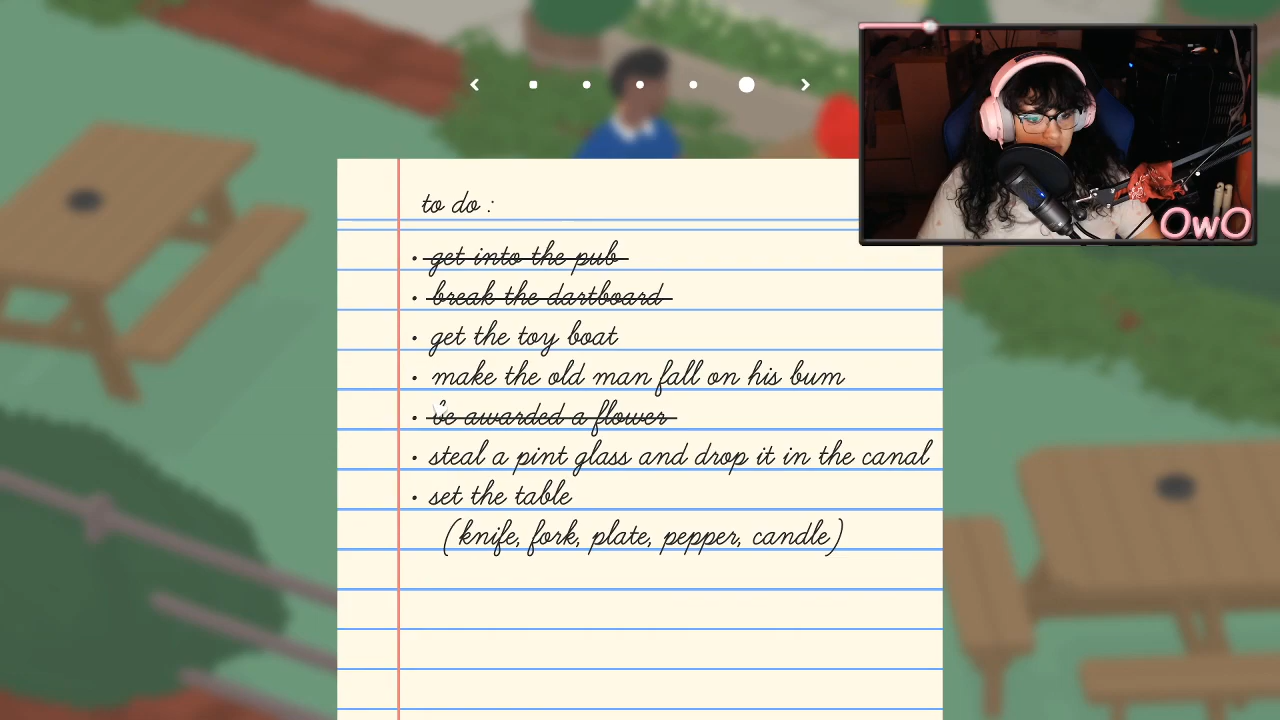 to do :
• get into the pub
• break the dartboard
• get the toy boat
• make the old man fall on his bum
• be awarded a flower
• steal a pint glass and drop it in the canal
• set the table
(knife, fork, plate, pepper, candle)
OwO